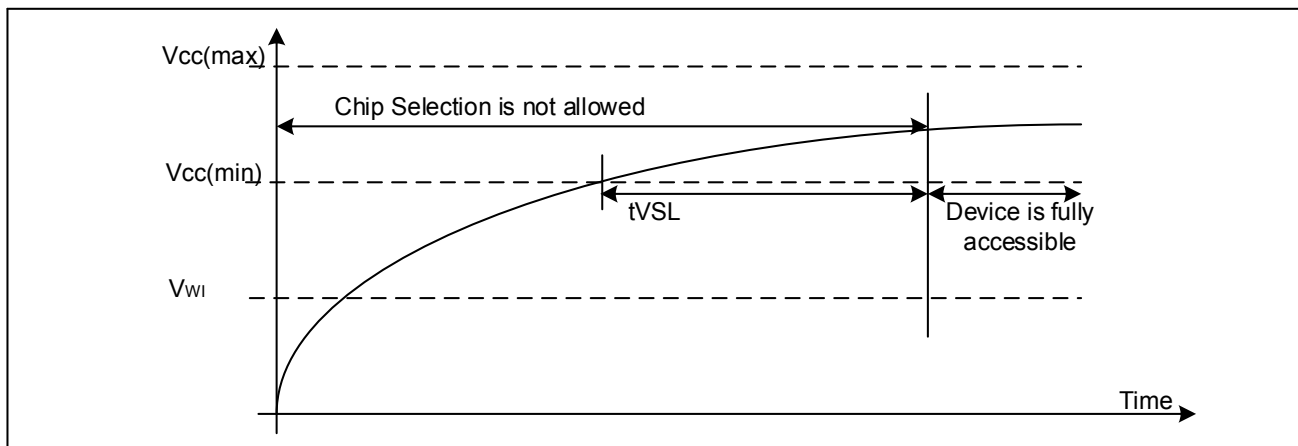 Vcc(max)
Chip Selection is not allowed
Vcc(min)
tVSL
Device is fully
accessible
VWI
Time